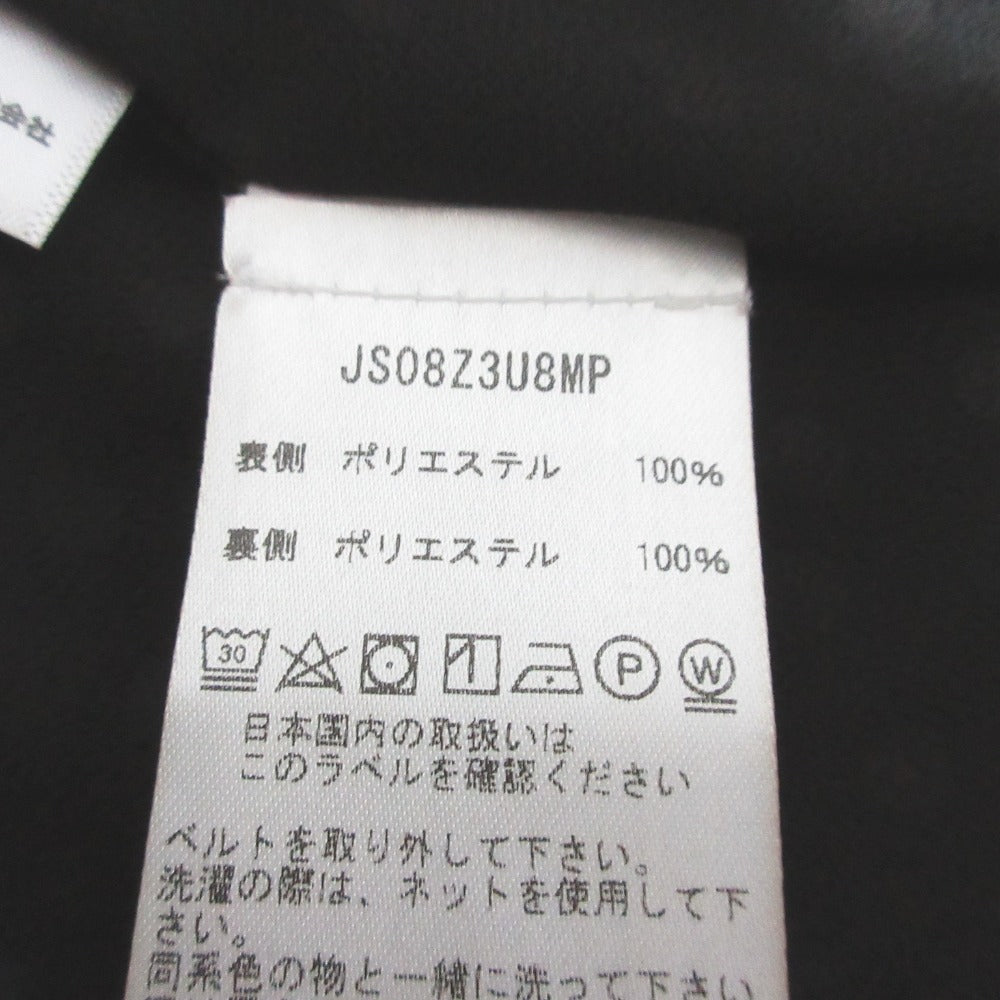 会社
JS08Z3U8MP
表側 ポリエステル 100%
裏側 ポリエステル 100%
30 P W
日本国内の取扱いは
このラベルを確認ください
ベルトを取り外して下さい。
洗濯の際は、ネットを使用して下
さい。
同系色の物と一緒に洗って下さい